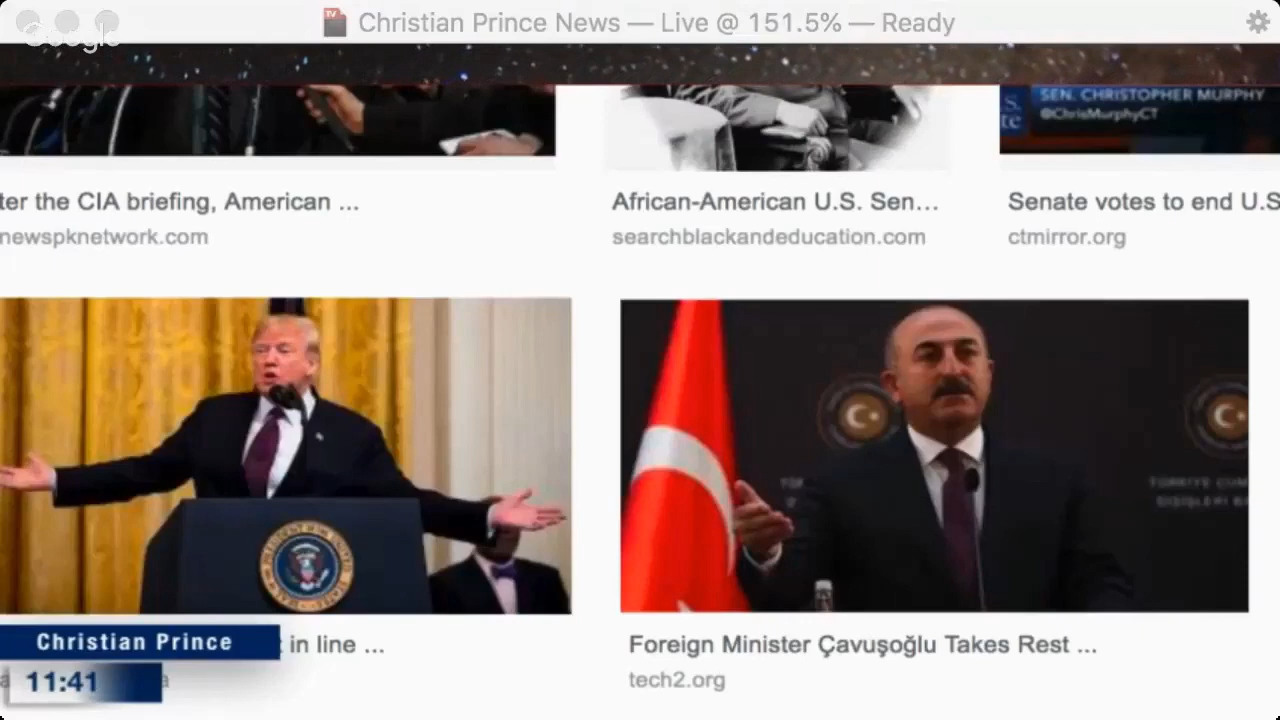 Christian Prince News — Live @ 151.5% — Ready
Google
TV
SEN. CHRISTOPHER MURPHY
@ChrisMurphyCT
ter the CIA briefing, American ...
newspknetwork.com
African-American U.S. Sen...
searchblackandeducation.com
Senate votes to end U.S
ctmirror.org
in line ...
Foreign Minister Çavuşoğlu Takes Rest ...
tech2.org
Christian Prince
11:41